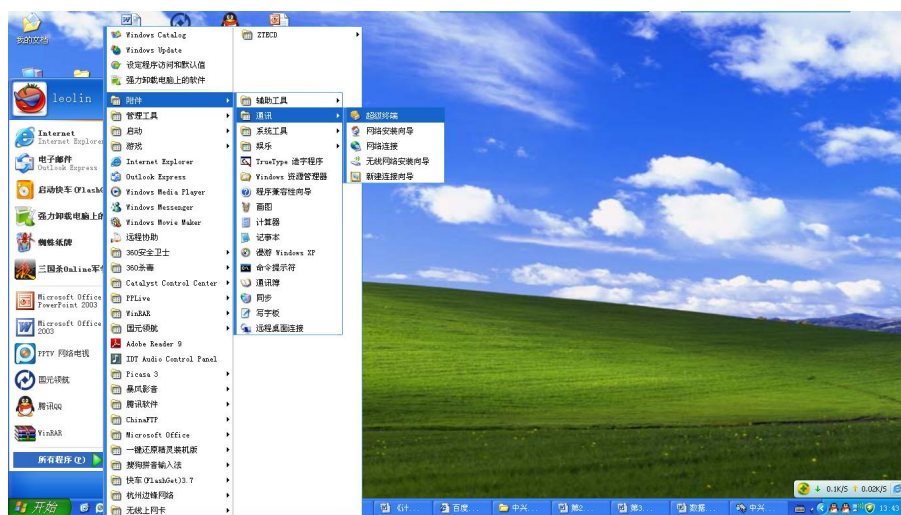 我的文档
leolin
Internet
Internet Explore
电子邮件
Outlook Express
启动快车(FlashG
强力卸载电脑上的
蜘蛛纸牌
三国杀Online军
Microsoft Office
PowerPoint 2003
Microsoft Office
2003
PPTV 网络电视
国元领航
腾讯QQ
WinRAR
所有程序(P)
Windows Catalog
Windows Update
设定程序访问和默认值
强力卸载电脑上的软件
附件
管理工具
启动
游戏
Internet Explorer
Outlook Express
Windows Media Player
Windows Messenger
Windows Movie Maker
远程协助
360安全卫士
360杀毒
Catalyst Control Center
PPLive
WinRAR
国元领航
Adobe Reader 9
IDT Audio Control Panel
Picasa 3
暴风影音
腾讯软件
ChinaFTP
Microsoft Office
一键还原精灵装机版
搜狗拼音输入法
快车(FlashGet)3.7
杭州边锋网络
无线上网卡
ZTECD
辅助工具
通讯
系统工具
娱乐
TrueType 造字程序
Windows 资源管理器
程序兼容性向导
画图
计算器
记事本
漫游 Windows XP
命令提示符
通讯簿
同步
写字板
远程桌面连接
超级终端
网络安装向导
网络连接
无线网络安装向导
新建连接向导
0.1K/S
0.02K/S
开始
《计...
百度...
中兴...
第2...
第3...
数据...
中兴...
13:43